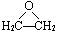 O
H₂C CH₂